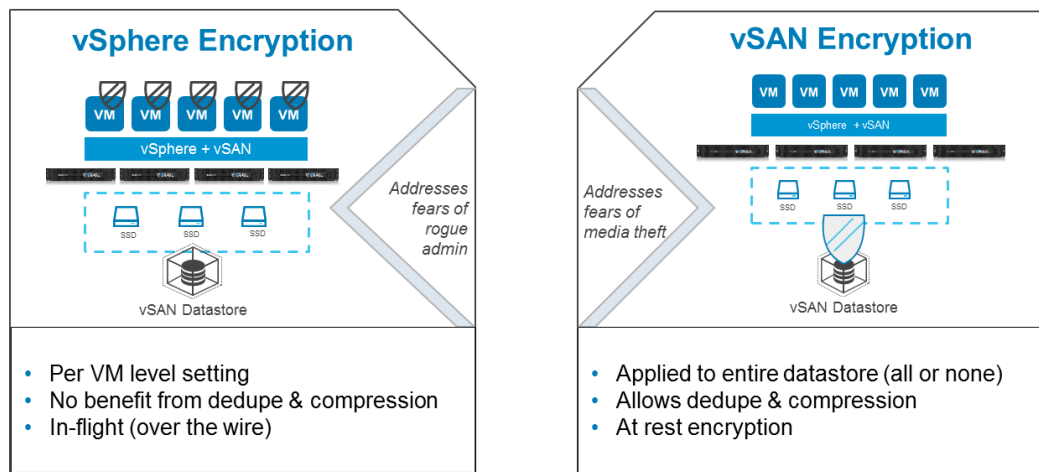 vSphere Encryption
VM VM VM VM VM
vSphere + vSAN
SSD SSD SSD
vSAN Datastore
Addresses
fears of
rogue
admin
• Per VM level setting
• No benefit from dedupe & compression
• In-flight (over the wire)
vSAN Encryption
VM VM VM VM VM
vSphere + vSAN
SSD SSD SSD
vSAN Datastore
Addresses
fears of
media theft
• Applied to entire datastore (all or none)
• Allows dedupe & compression
• At rest encryption